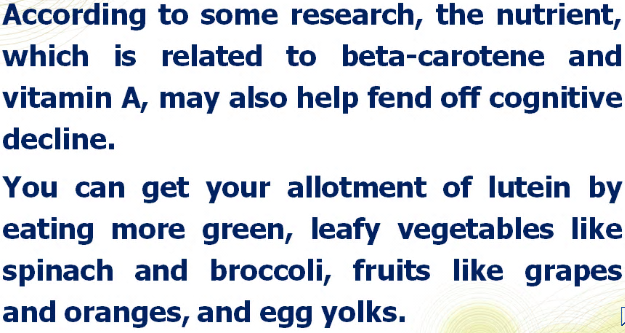 According to some research, the nutrient,
which is related to beta-carotene and
vitamin A, may also help fend off cognitive
decline.
You can get your allotment of lutein by
eating more green, leafy vegetables like
spinach and broccoli, fruits like grapes
and oranges, and egg yolks.